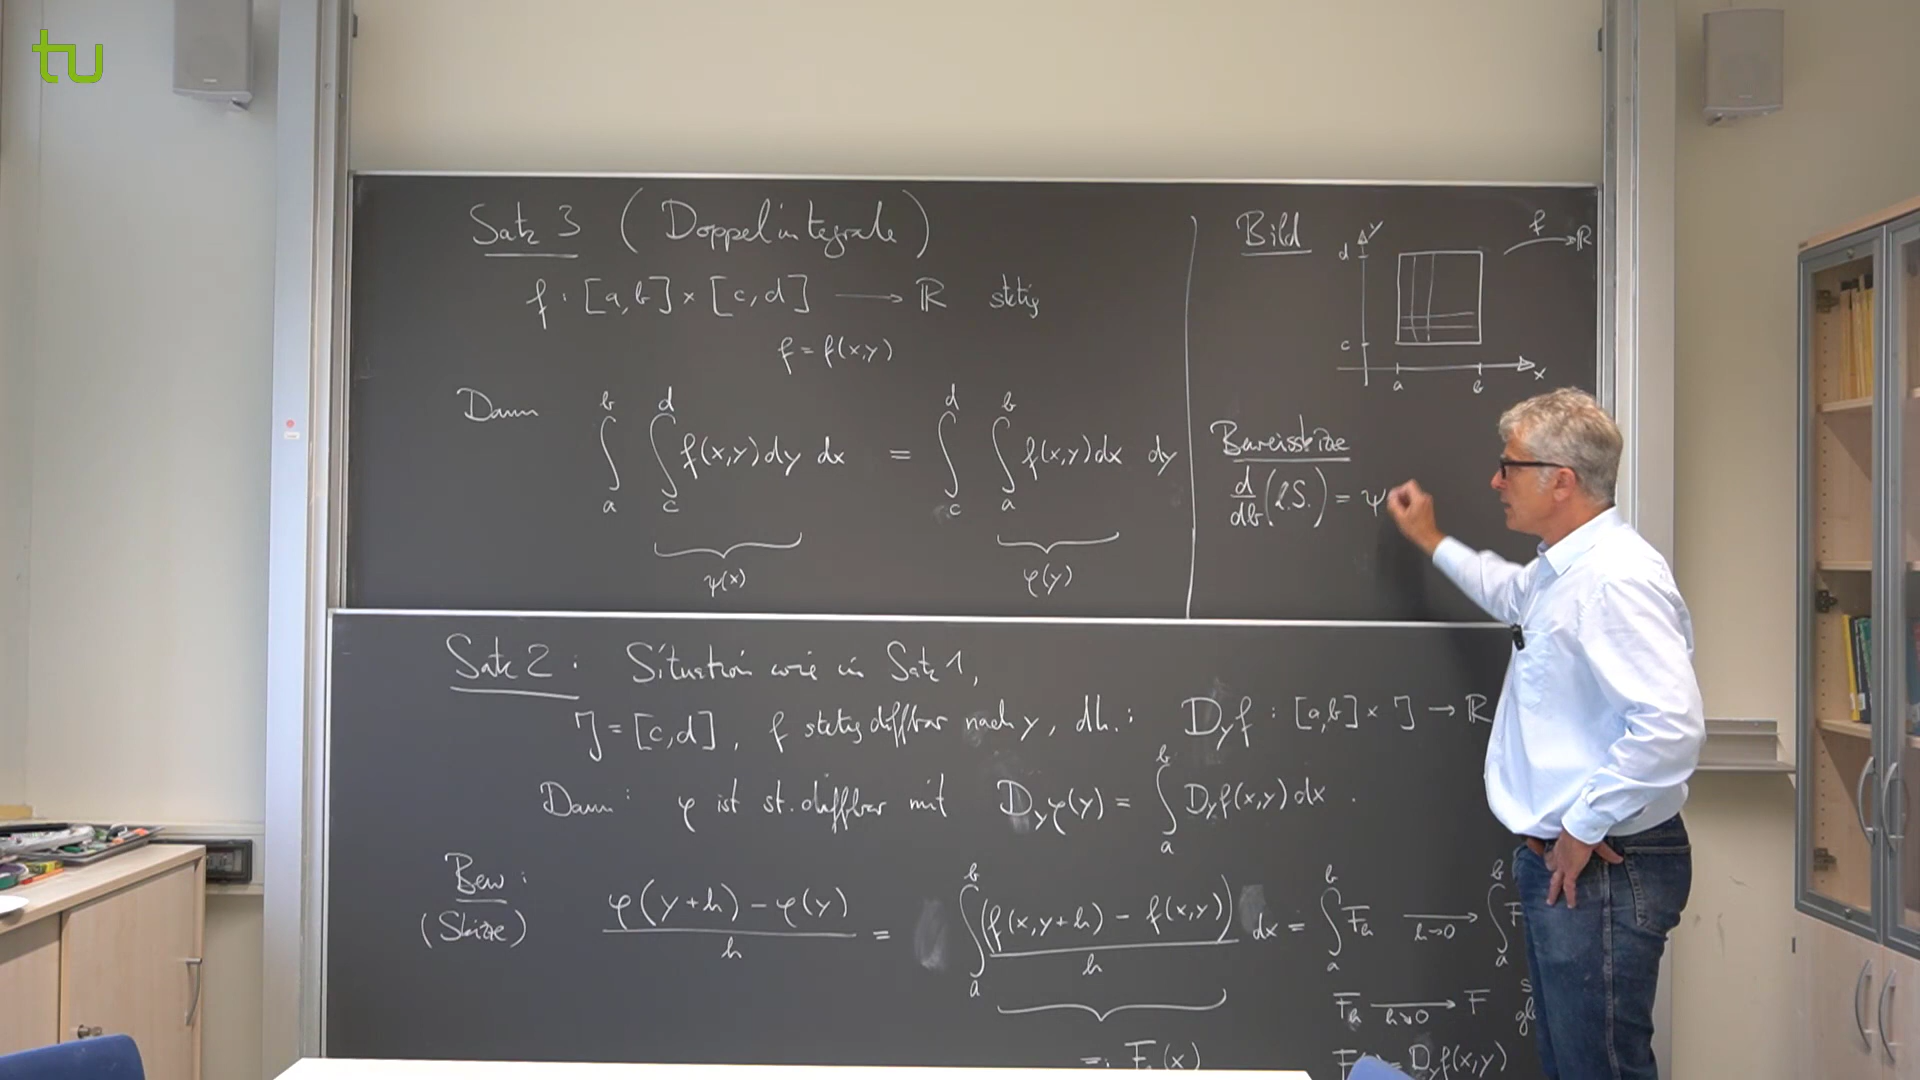 tu
Satz 3 (Doppelintegrale)
f : [a,b] × [c,d] ⟶ ℝ stetig
f = f(x,y)
Dann ∫_a^b ∫_c^d f(x,y) dy dx = ∫_c^d ∫_a^b f(x,y) dx dy
ψ(x) φ(y)
Bild
y
f
ℝ
d
c
a b x
Beweisskizze
d/db (l.S.) = ψ
Satz 2 : Situation wie in Satz 1,
J = [c,d], f stetig diffbar nach y, dh. : D_y f : [a,b] × J → ℝ
Dann : φ ist st. diffbar mit D_y φ(y) = ∫_a^b D_y f(x,y) dx .
Bew :
(Skizze)
(φ(y+h) − φ(y))/h = ∫_a^b (f(x,y+h) − f(x,y))/h dx = ∫_a^b F_h ⟶_{h→0} ∫_a^b F
F_h ⟶_{h↘0} F
=: F_h(x)
D_y f(x,y)